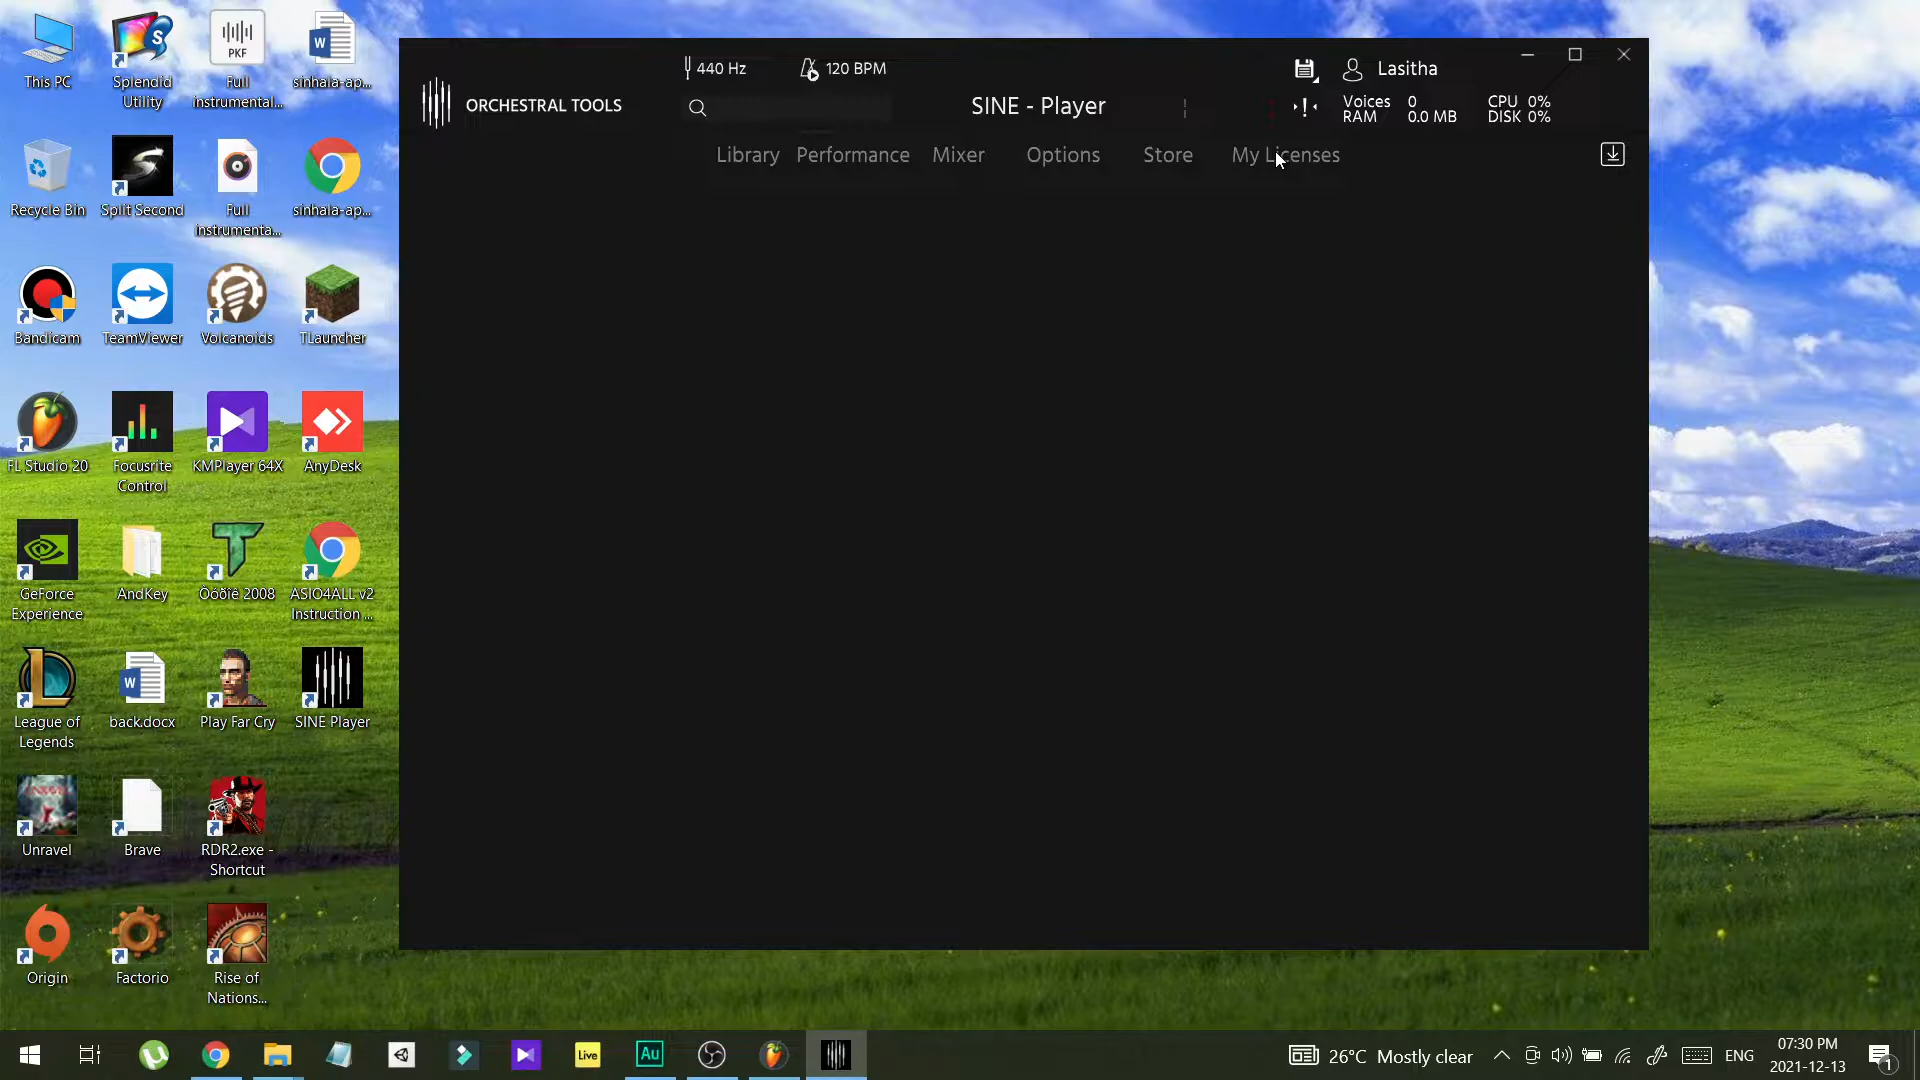 This PC
Splendid
Utility
PKF
Full
instrumental...
W
sinhala-ap...
Recycle Bin
Split Second
Full
instrumenta...
sinhala-ap...
Bandicam
TeamViewer
Volcanoids
TLauncher
FL Studio 20
Focusrite
Control
KMPlayer 64X
AnyDesk
GeForce
Experience
AndKey
Òóðîê 2008
ASIO4ALL v2
Instruction ...
League of
Legends
W
back.docx
Play Far Cry
SINE Player
Unravel
Brave
RDR2.exe -
Shortcut
Origin
Factorio
Rise of
Nations...
440 Hz
120 BPM
Lasitha
ORCHESTRAL TOOLS
SINE - Player
Voices 0
RAM 0.0 MB
CPU 0%
DISK 0%
Library
Performance
Mixer
Options
Store
My Licenses
Live
Au
26°C Mostly clear
ENG
07:30 PM
2021-12-13
1